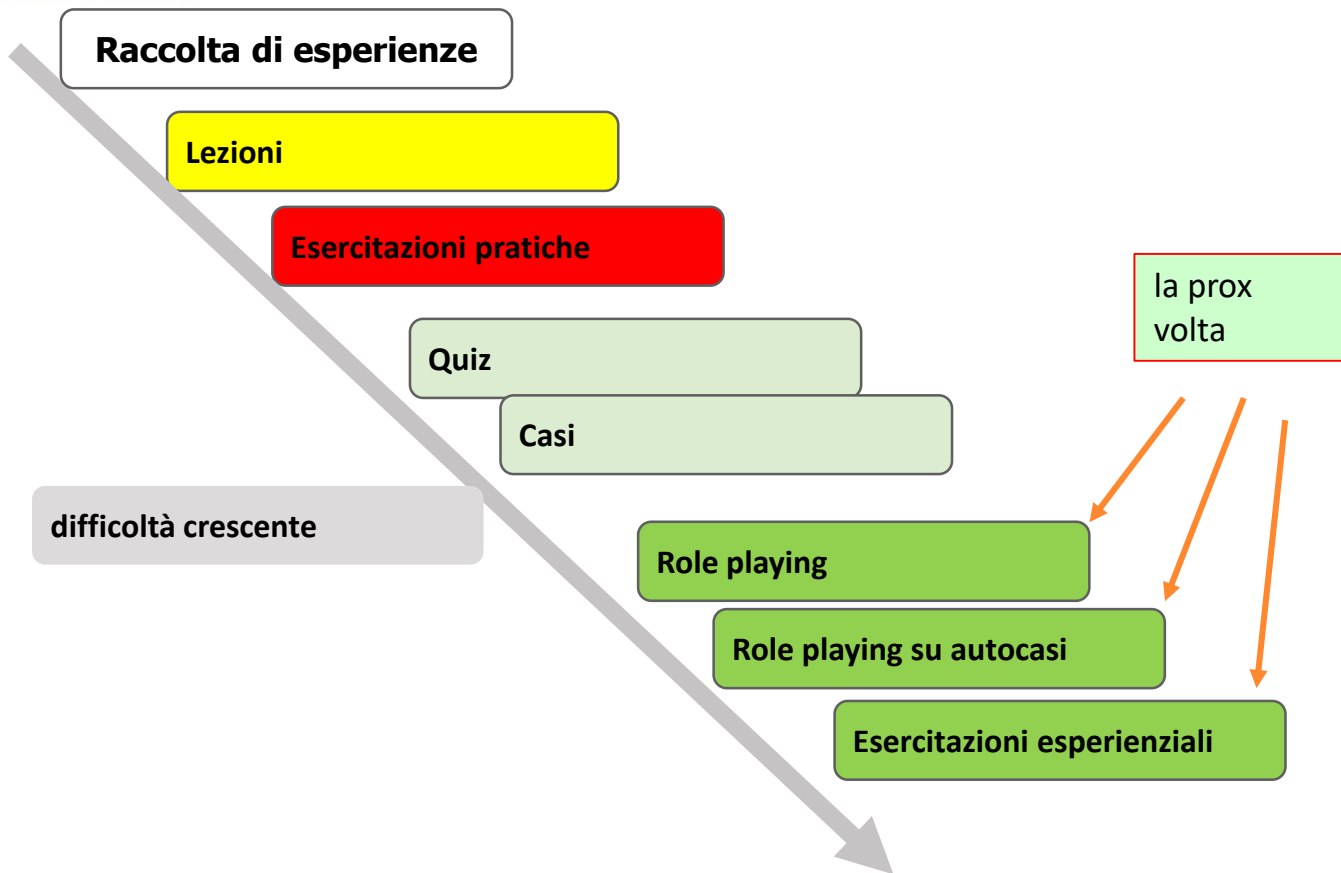 Raccolta di esperienze
Lezioni
Esercitazioni pratiche
la prox
volta
Quiz
Casi
difficoltà crescente
Role playing
Role playing su autocasi
Esercitazioni esperienziali